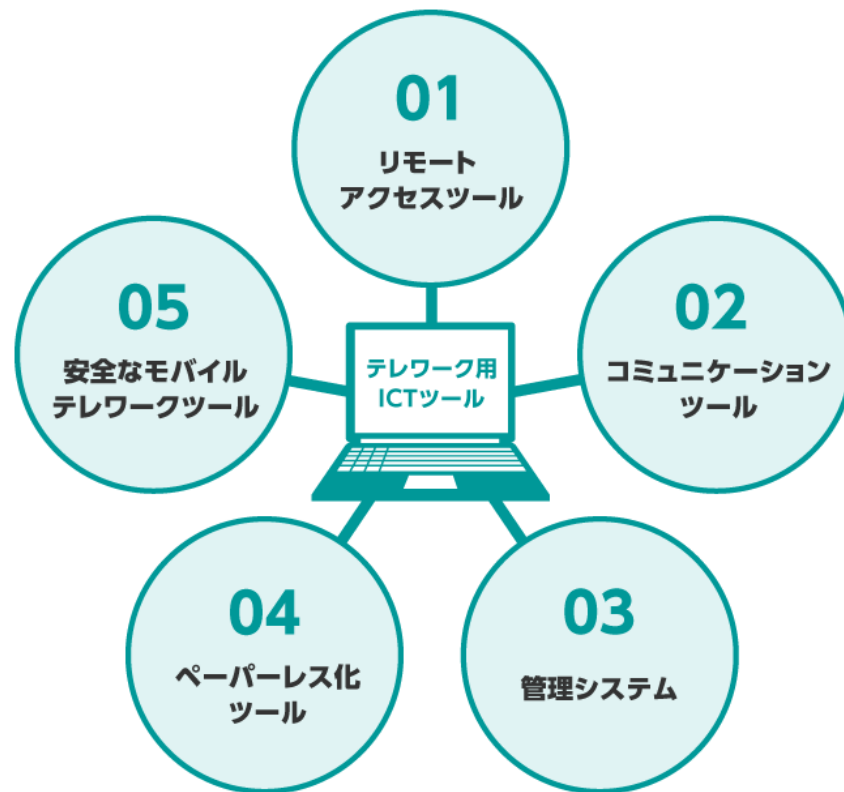 01
リモート
アクセスツール
02
コミュニケーション
ツール
03
管理システム
04
ペーパーレス化
ツール
05
安全なモバイル
テレワークツール
テレワーク用
ICTツール